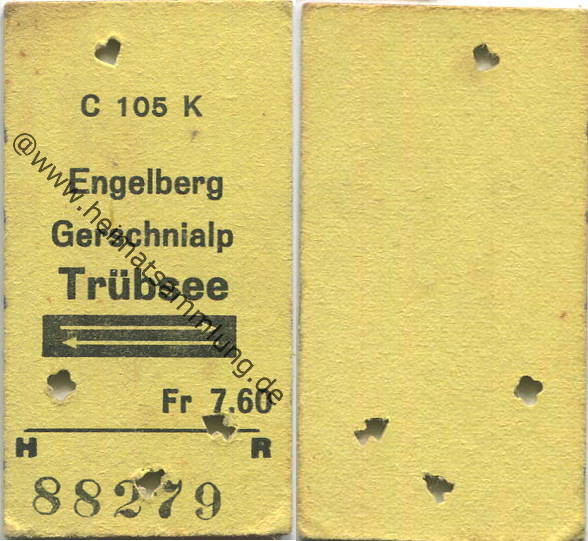 C 105 K
Engelberg
Gerschnialp
Trübsee
Fr 7.60
H R
88279
@www.heimatsammlung.de